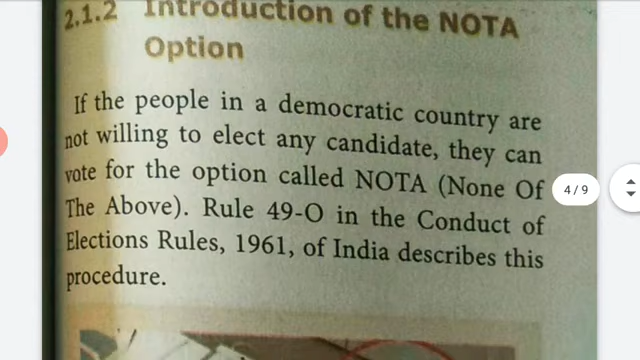 2.1.2 Introduction of the NOTA
Option
If the people in a democratic country are
not willing to elect any candidate, they can
vote for the option called NOTA (None Of
The Above). Rule 49-O in the Conduct of
Elections Rules, 1961, of India describes this
procedure.
4/9